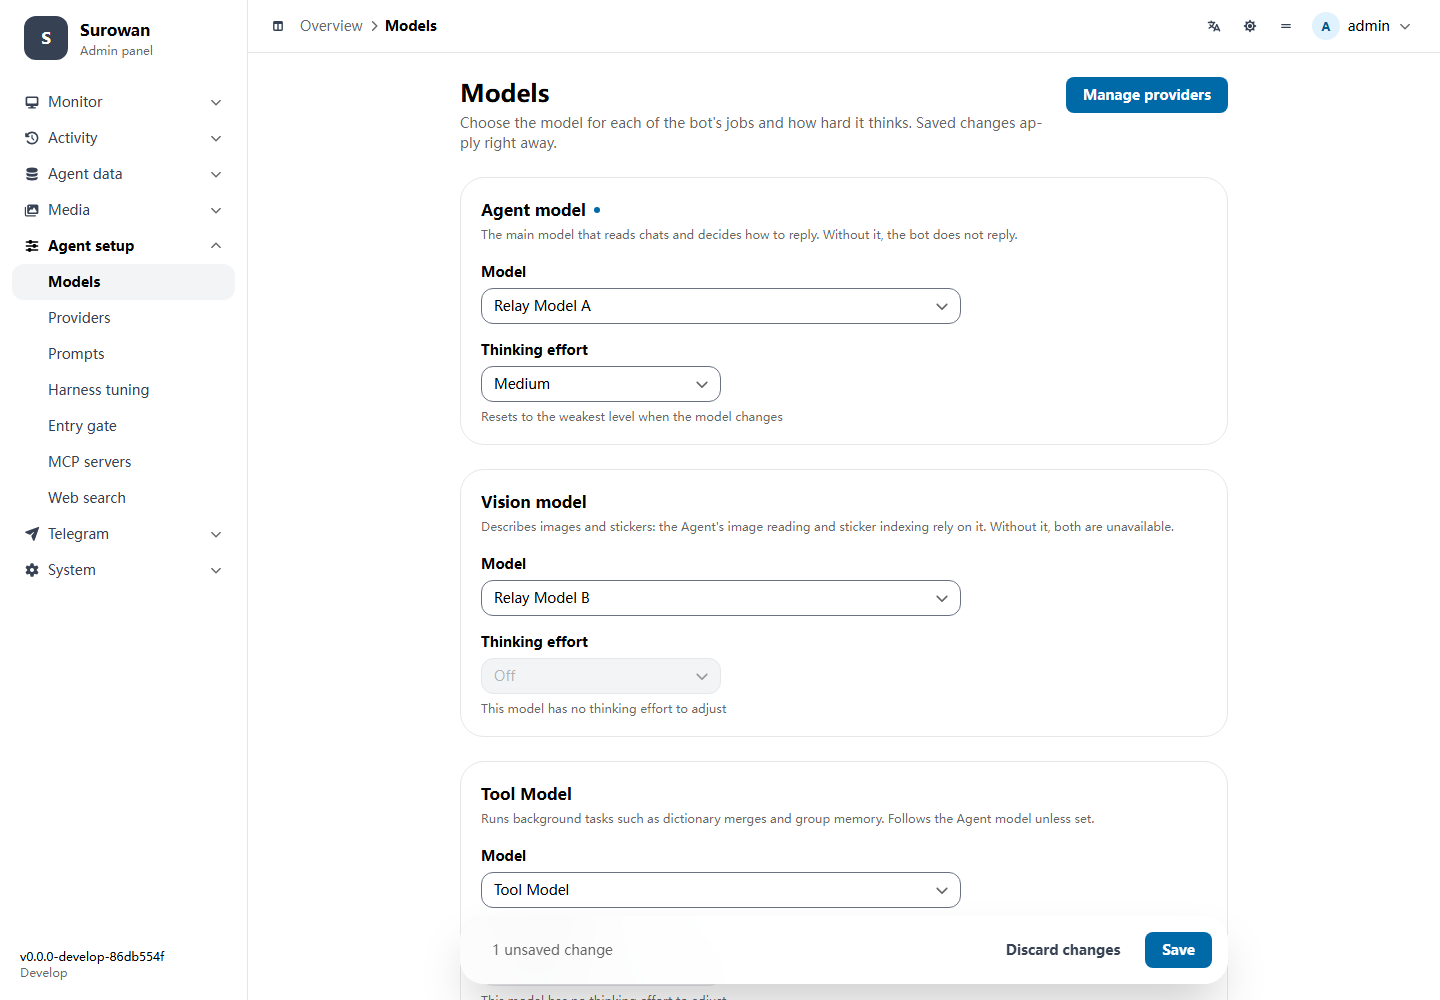 S
Surowan
Admin panel
Monitor
Activity
Agent data
Media
Agent setup
Models
Providers
Prompts
Harness tuning
Entry gate
MCP servers
Web search
Telegram
System
v0.0.0-develop-86db554f
Develop
Overview
Models
A
admin
Models
Manage providers
Choose the model for each of the bot's jobs and how hard it thinks. Saved changes ap-
ply right away.
Agent model
The main model that reads chats and decides how to reply. Without it, the bot does not reply.
Model
Relay Model A
Thinking effort
Medium
Resets to the weakest level when the model changes
Vision model
Describes images and stickers: the Agent's image reading and sticker indexing rely on it. Without it, both are unavailable.
Model
Relay Model B
Thinking effort
Off
This model has no thinking effort to adjust
Tool Model
Runs background tasks such as dictionary merges and group memory. Follows the Agent model unless set.
Model
Tool Model
1 unsaved change
Discard changes
Save
This model has no thinking effort to adjust